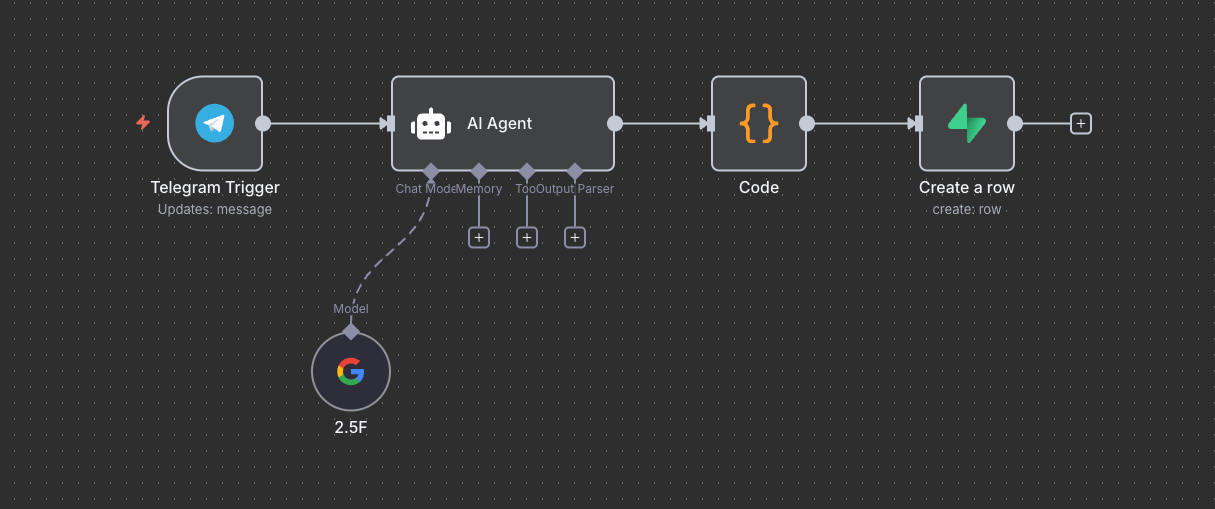 AI Agent
Telegram Trigger
Updates: message
Chat Mode
Memory
Too
Output Parser
Code
Create a row
create: row
Model
2.5F